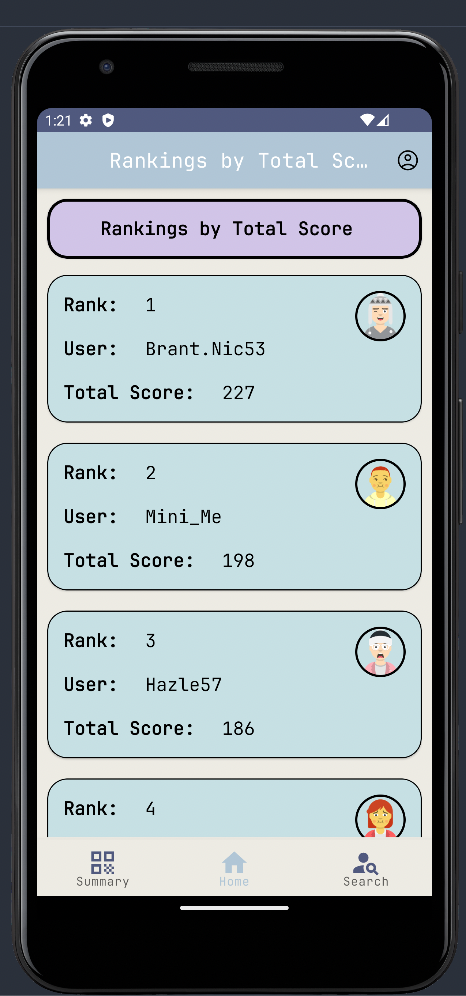 1:21
Rankings by Total Sc…
Rankings by Total Score
Rank: 1
User: Brant.Nic53
Total Score: 227
Rank: 2
User: Mini_Me
Total Score: 198
Rank: 3
User: Hazle57
Total Score: 186
Rank: 4
Summary Home Search